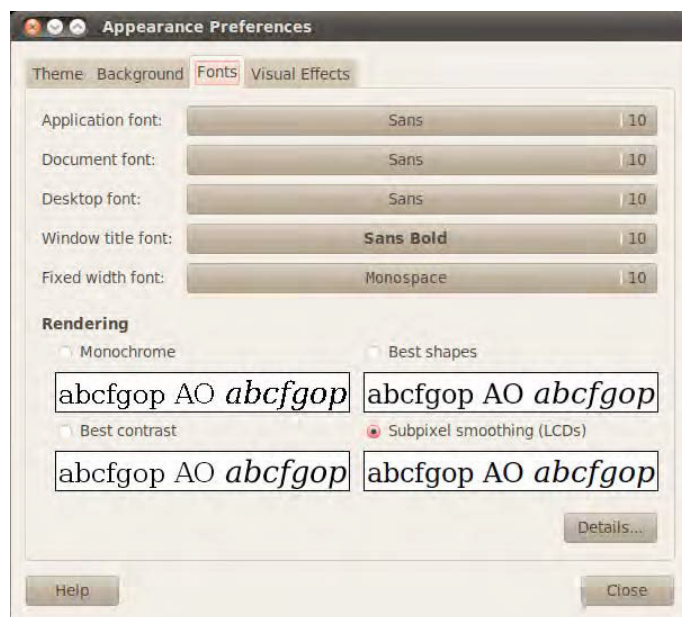 Appearance Preferences
Theme Background Fonts Visual Effects
Application font: Sans 10
Document font: Sans 10
Desktop font: Sans 10
Window title font: Sans Bold 10
Fixed width font: Monospace 10
Rendering
Monochrome Best shapes
abcfgop AO abcfgop abcfgop AO abcfgop
Best contrast Subpixel smoothing (LCDs)
abcfgop AO abcfgop abcfgop AO abcfgop
Details...
Help Close